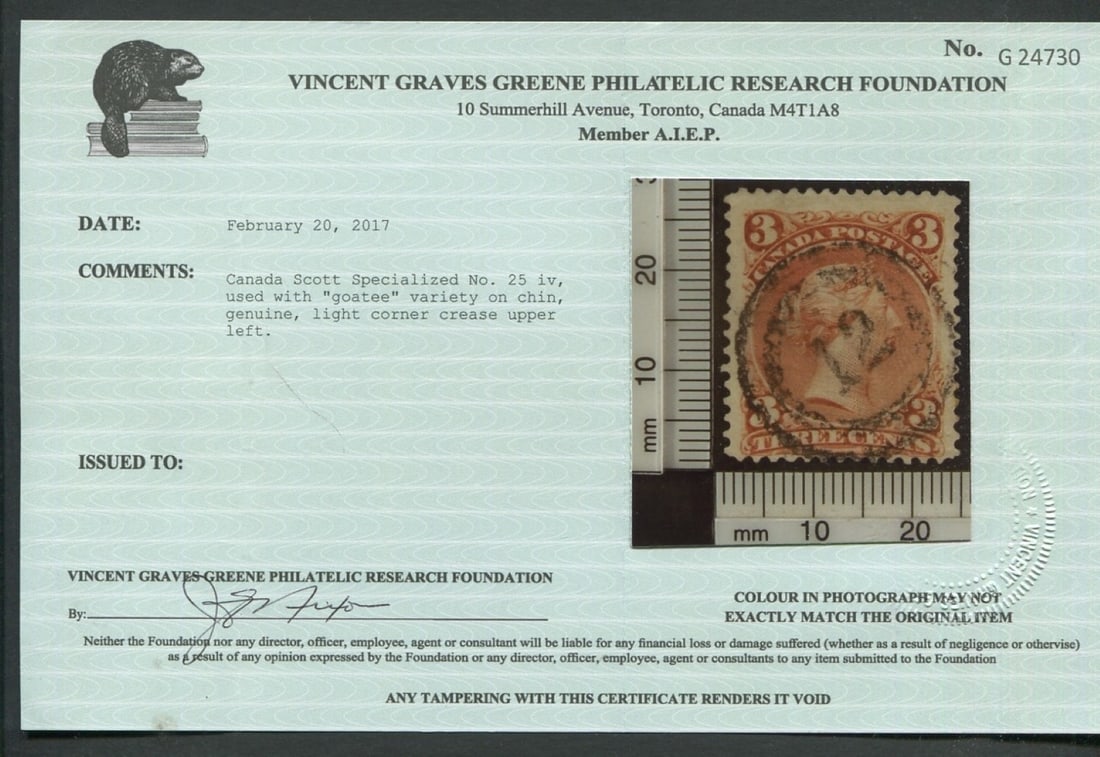 No. G 24730
VINCENT GRAVES GREENE PHILATELIC RESEARCH FOUNDATION
10 Summerhill Avenue, Toronto, Canada M4T1A8
Member A.I.E.P.
DATE: February 20, 2017
COMMENTS: Canada Scott Specialized No. 25 iv,
used with "goatee" variety on chin,
genuine, light corner crease upper
left.
20
10
mm
3 3
CANADA POSTAGE
12
3 3
THREE CENTS
mm 10 20
ISSUED TO:
VINCENT GRAVES GREENE PHILATELIC RESEARCH FOUNDATION
By:
COLOUR IN PHOTOGRAPH MAY NOT
EXACTLY MATCH THE ORIGINAL ITEM
VINCENT
Neither the Foundation nor any director, officer, employee, agent or consultant will be liable for any financial loss or damage suffered (whether as a result of negligence or otherwise)
as a result of any opinion expressed by the Foundation or any director, officer, employee, agent or consultants to any item submitted to the Foundation
ANY TAMPERING WITH THIS CERTIFICATE RENDERS IT VOID